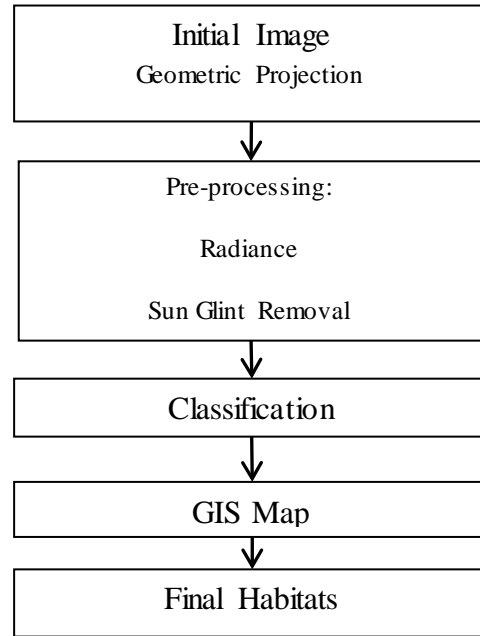 Initial Image
Geometric Projection
Pre-processing:
Radiance
Sun Glint Removal
Classification
GIS Map
Final Habitats